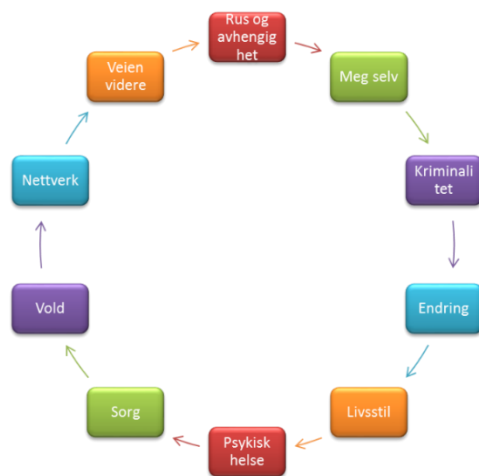 Rus og
avhengig
het
Meg selv
Kriminali
tet
Endring
Livsstil
Psykisk
helse
Sorg
Vold
Nettverk
Veien
videre